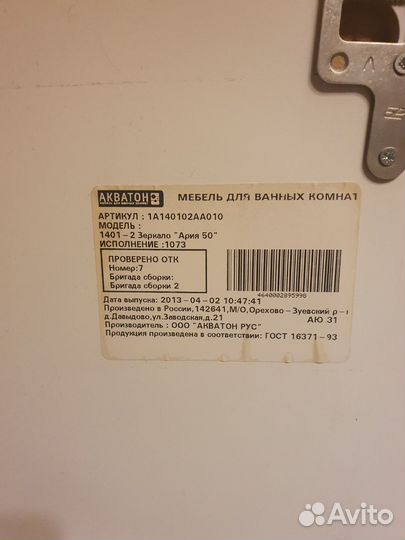 АКВАТОН МЕБЕЛЬ ДЛЯ ВАННЫХ КОМНАТ
АРТИКУЛ : 1A140102AA010
МОДЕЛЬ :
1401-2 Зеркало "Ария 50"
ИСПОЛНЕНИЕ :1073
ПРОВЕРЕНО ОТК
Номер:7
Бригада сборки:
Бригада сборки 2
4640002895998
Дата выпуска: 2013-04-02 10:47:41
Произведено в России,142641,М/О,Орехово-Зуевский р-н
д.Давыдово,ул.Заводская,д.21 АЮ 31
Производитель : ООО "АКВАТОН РУС"
Продукция произведена в соответствии: ГОСТ 16371-93
Avito